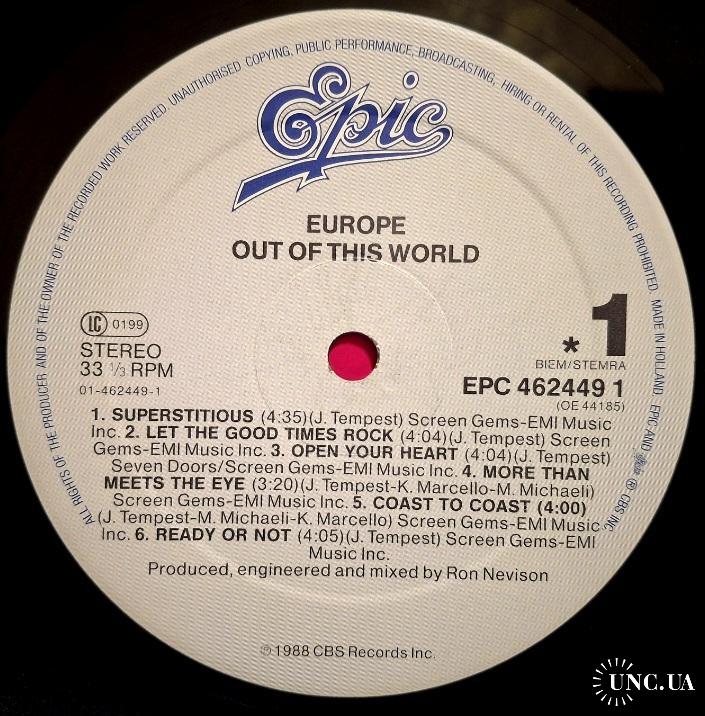 ALL RIGHTS OF THE PRODUCER AND OF THE OWNER OF THE RECORDED WORK RESERVED UNAUTHORISED COPYING, PUBLIC PERFORMANCE, BROADCASTING, HIRING OR RENTAL OF THIS RECORDING PROHIBITED. MADE IN HOLLAND. EPIC AND Epic ® CBS INC
Epic
EUROPE
OUT OF THIS WORLD
LC 0199
STEREO
33 1/3 RPM
01-462449-1
* 1
BIEM/STEMRA
EPC 462449 1
(OE 44185)
1. SUPERSTITIOUS (4:35)(J. Tempest) Screen Gems-EMI Music
Inc. 2. LET THE GOOD TIMES ROCK (4:04)(J. Tempest) Screen
Gems-EMI Music Inc. 3. OPEN YOUR HEART (4:04)(J. Tempest)
Seven Doors/Screen Gems-EMI Music Inc. 4. MORE THAN
MEETS THE EYE (3:20)(J. Tempest-K. Marcello-M. Michaeli)
Screen Gems-EMI Music Inc. 5. COAST TO COAST (4:00)
(J. Tempest-M. Michaeli-K. Marcello) Screen Gems-EMI Music
Inc. 6. READY OR NOT (4:05)(J. Tempest) Screen Gems-EMI
Music Inc.
Produced, engineered and mixed by Ron Nevison
℗ 1988 CBS Records Inc.
UNC.UA